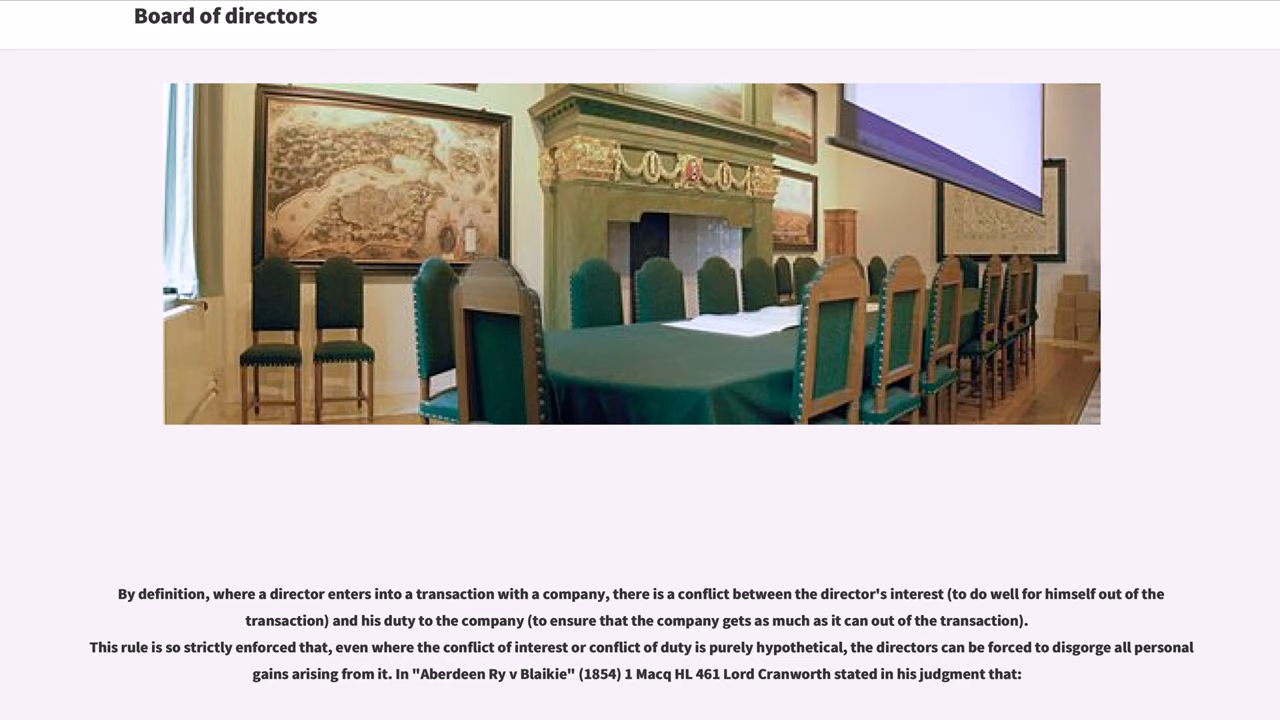 Board of directors
By definition, where a director enters into a transaction with a company, there is a conflict between the director's interest (to do well for himself out of the
transaction) and his duty to the company (to ensure that the company gets as much as it can out of the transaction).
This rule is so strictly enforced that, even where the conflict of interest or conflict of duty is purely hypothetical, the directors can be forced to disgorge all personal
gains arising from it. In "Aberdeen Ry v Blaikie" (1854) 1 Macq HL 461 Lord Cranworth stated in his judgment that: